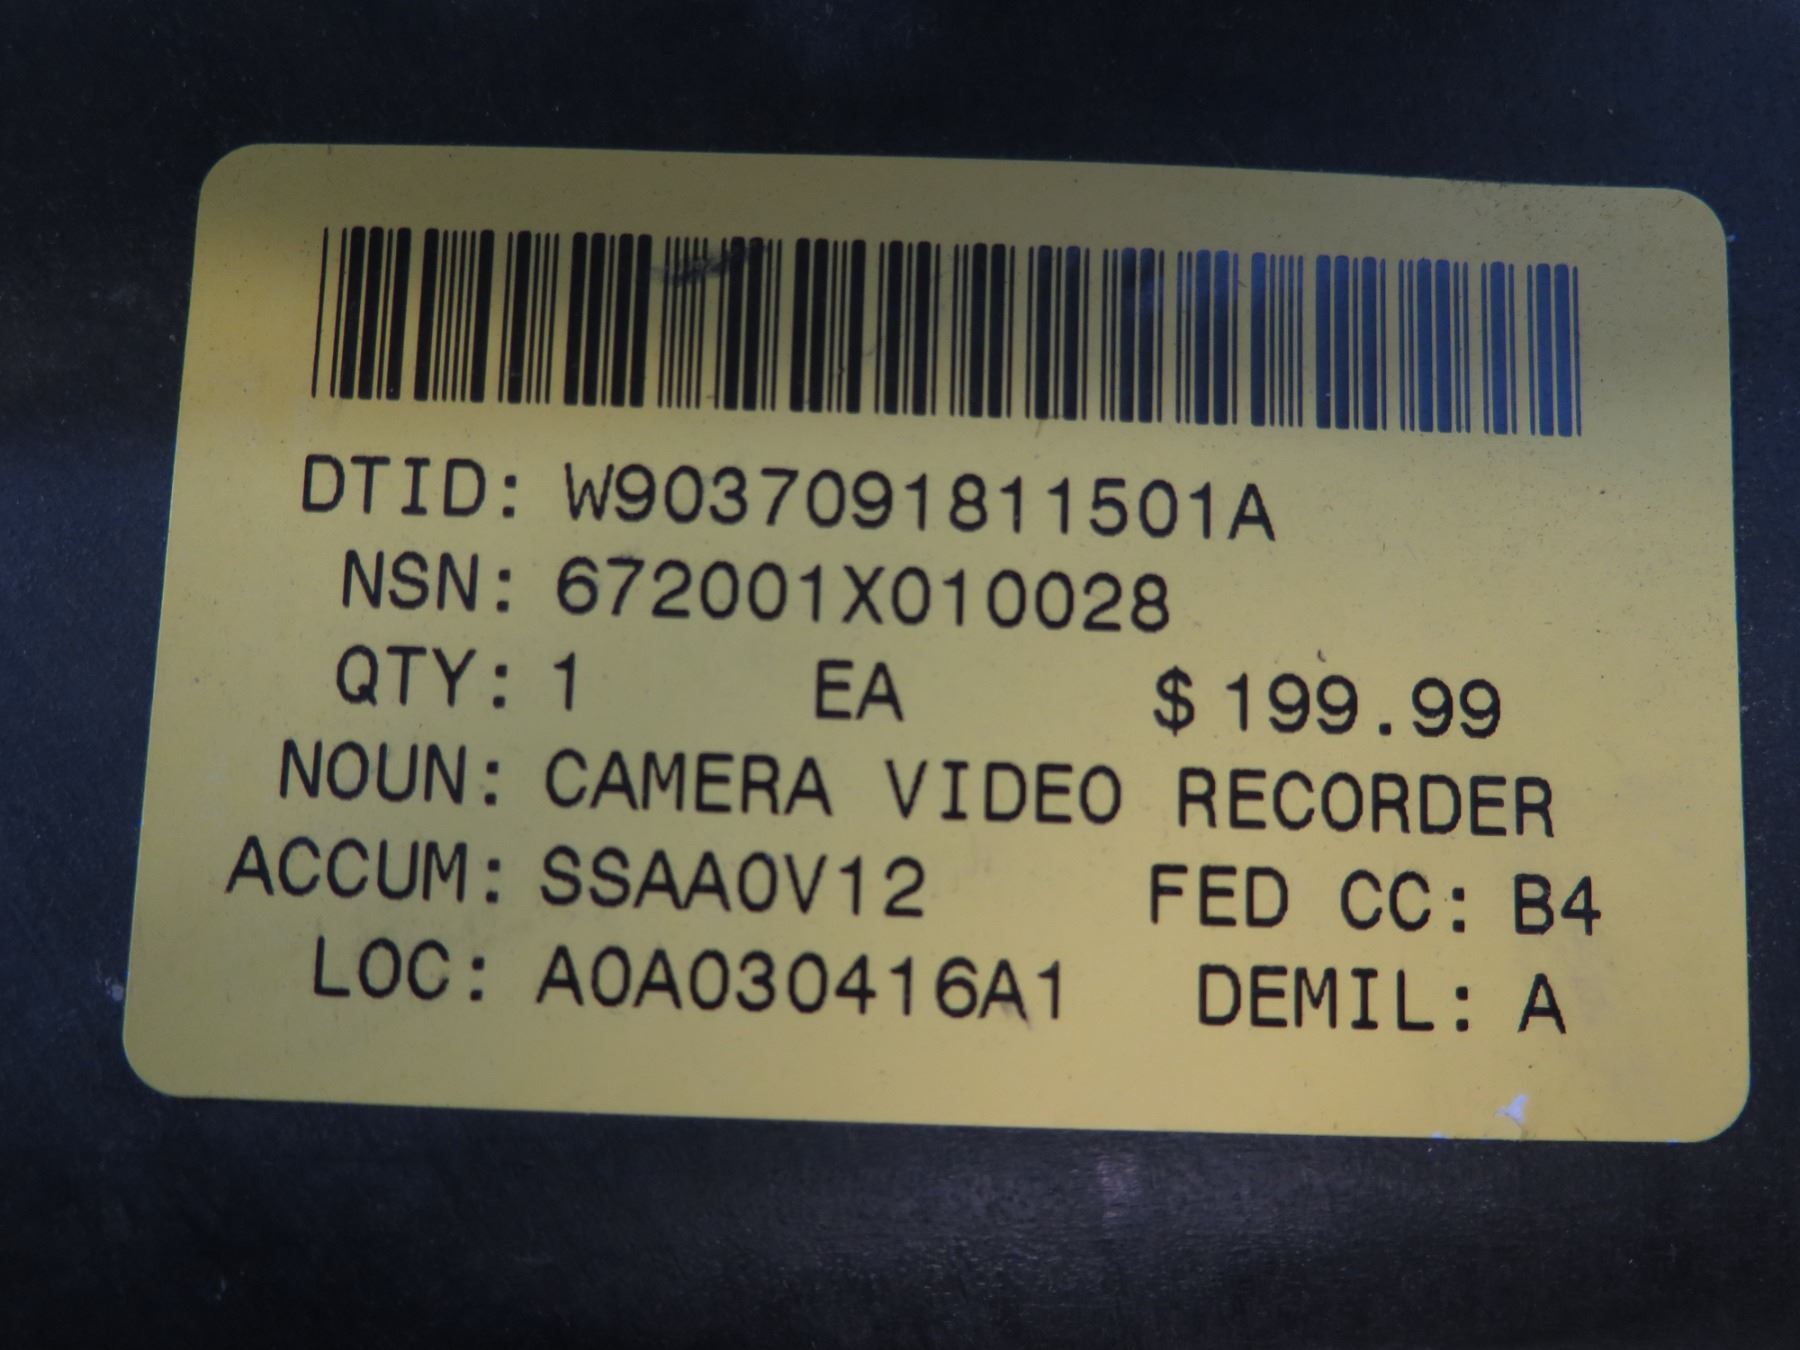 DTID: W9037091811501A
NSN: 672001X010028
QTY: 1 EA $199.99
NOUN: CAMERA VIDEO RECORDER
ACCUM: SSAA0V12 FED CC: B4
LOC: A0A030416A1 DEMIL: A